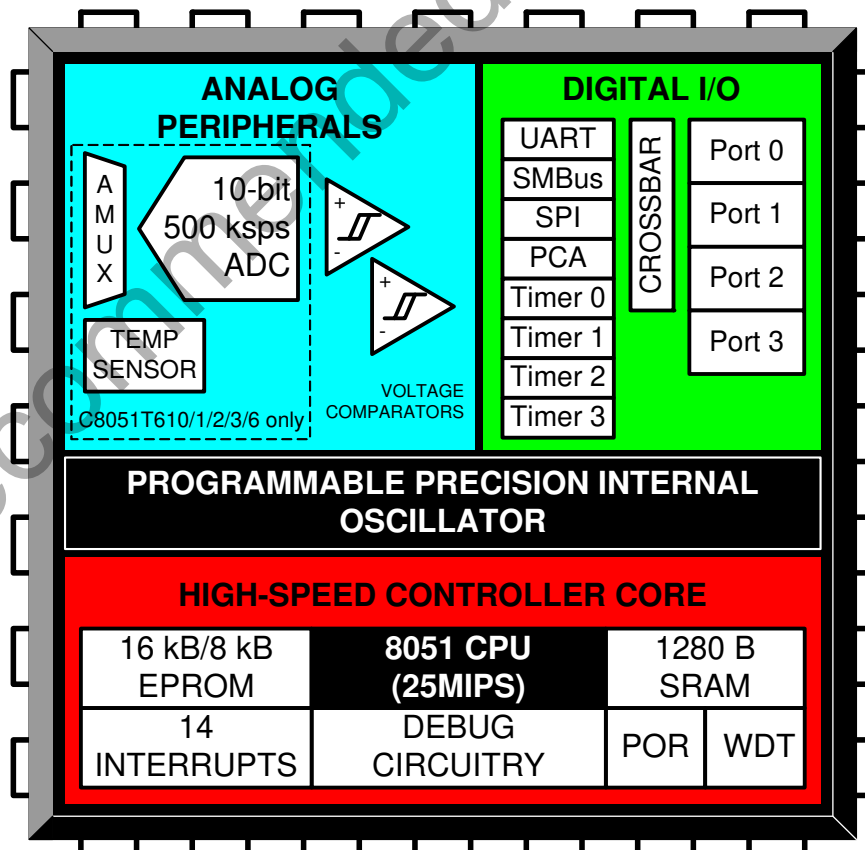 ANALOG
PERIPHERALS
A
M
U
X
10-bit
500 ksps
ADC
+
-
+
-
TEMP
SENSOR
C8051T610/1/2/3/6 only
VOLTAGE
COMPARATORS
DIGITAL I/O
UART
SMBus
SPI
PCA
Timer 0
Timer 1
Timer 2
Timer 3
CROSSBAR
Port 0
Port 1
Port 2
Port 3
PROGRAMMABLE PRECISION INTERNAL
OSCILLATOR
HIGH-SPEED CONTROLLER CORE
16 kB/8 kB
EPROM
8051 CPU
(25MIPS)
1280 B
SRAM
14
INTERRUPTS
DEBUG
CIRCUITRY
POR
WDT
ecommended